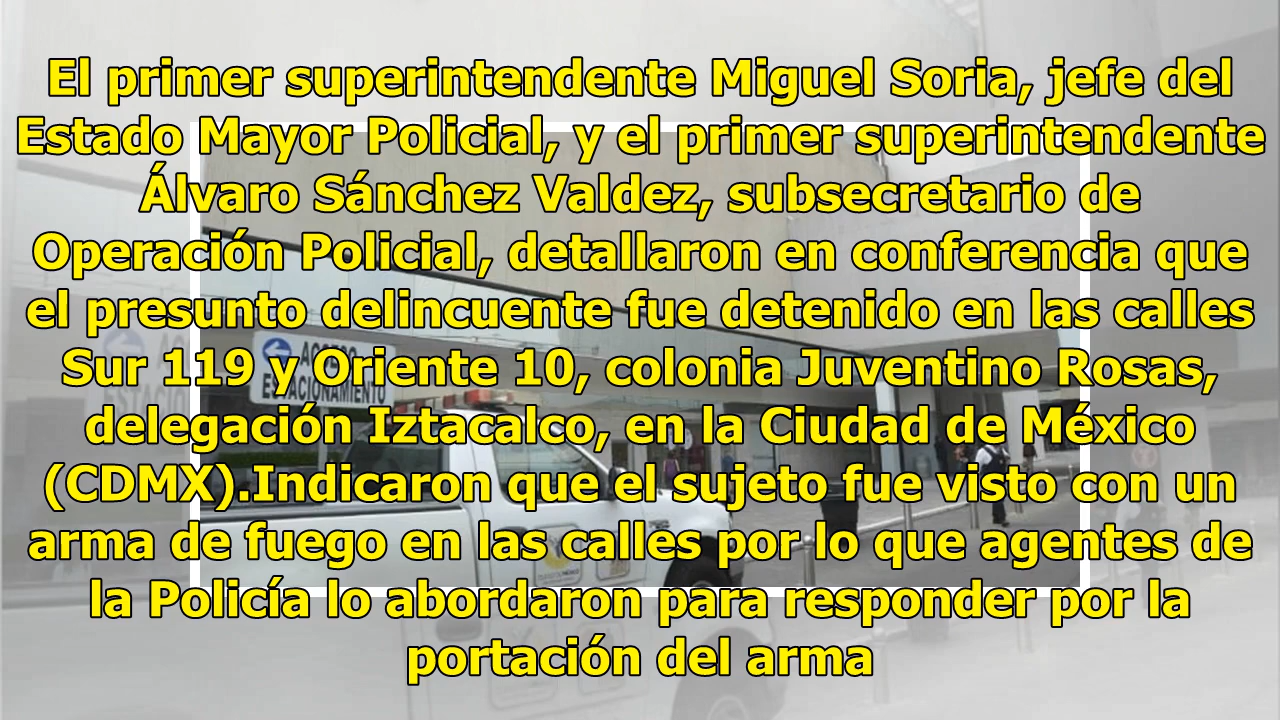 El primer superintendente Miguel Soria, jefe del
Estado Mayor Policial, y el primer superintendente
Álvaro Sánchez Valdez, subsecretario de
Operación Policial, detallaron en conferencia que
el presunto delincuente fue detenido en las calles
Sur 119 y Oriente 10, colonia Juventino Rosas,
delegación Iztacalco, en la Ciudad de México
(CDMX).Indicaron que el sujeto fue visto con un
arma de fuego en las calles por lo que agentes de
la Policía lo abordaron para responder por la
portación del arma
ACCESO
ESTACIONAMIENTO